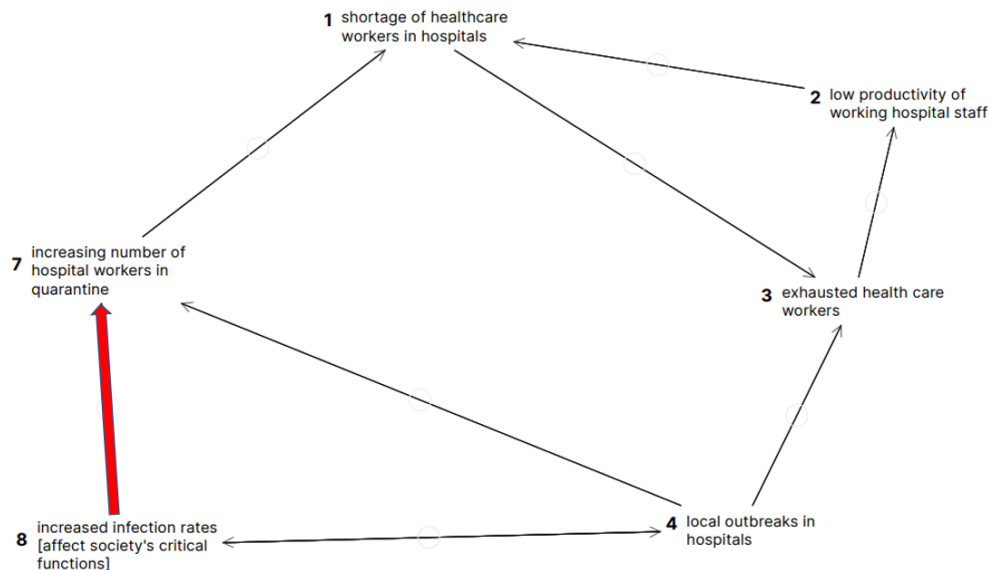 1 shortage of healthcare
workers in hospitals
2 low productivity of
working hospital staff
7 increasing number of
hospital workers in
quarantine
3 exhausted health care
workers
4 local outbreaks in
hospitals
8 increased infection rates
[affect society's critical
functions]